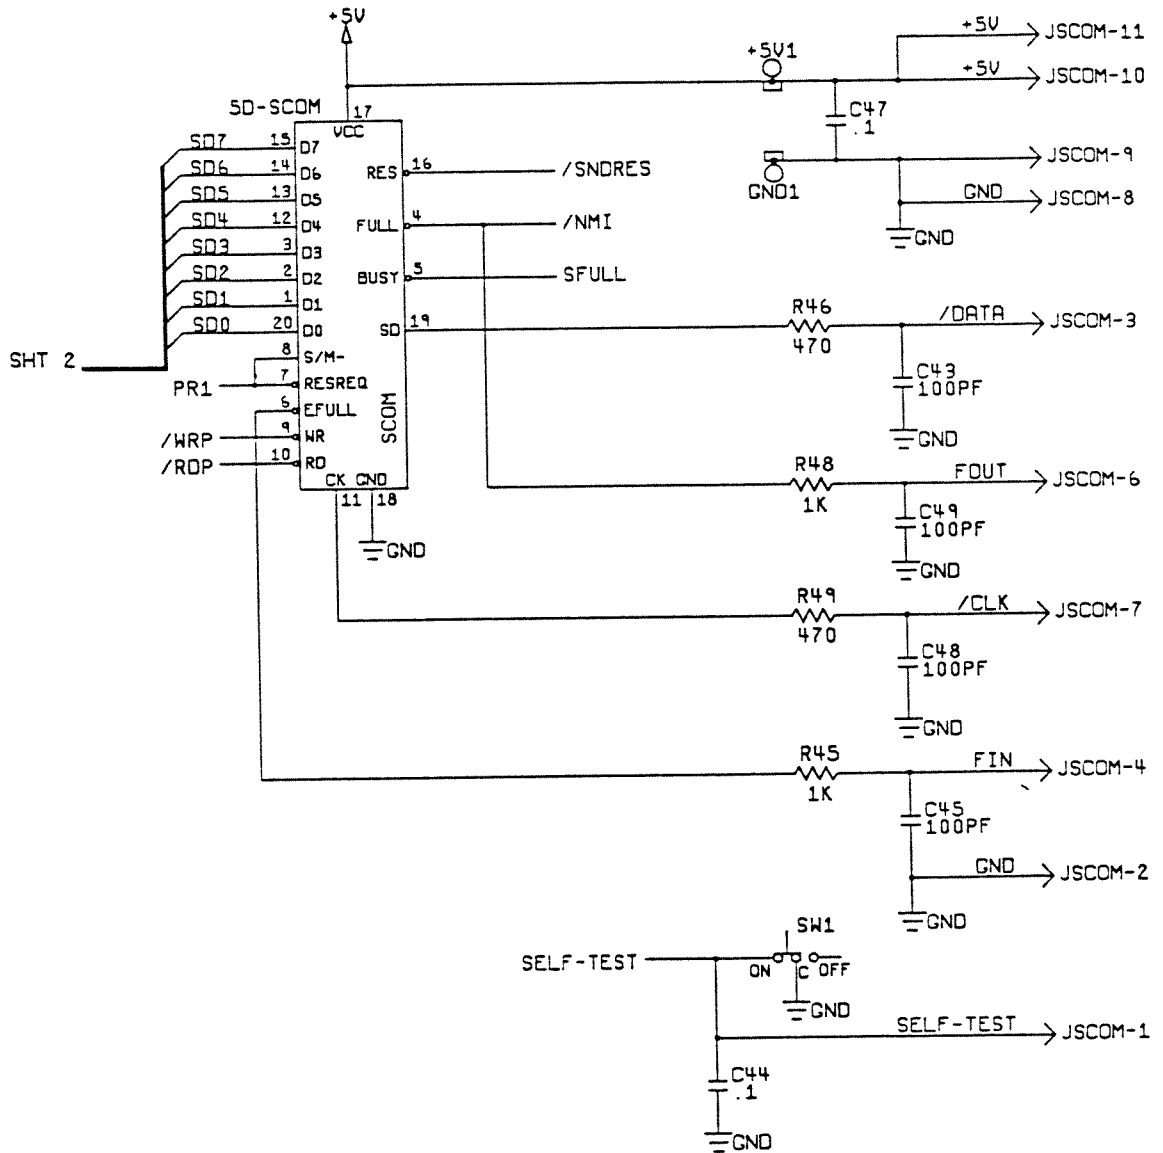 +5V
+5V JSCOM-11
+5V1
+5V JSCOM-10
5D-SCOM
17
C47
.1
VCC
SD7 15 D7
JSCOM-9
SD6 14 D6
RES 16 /SNDRES
GND1
GND JSCOM-8
SD5 13 D5
SD4 12 D4
FULL 4 /NMI
GND
SD3 3 D3
SD2 2 D2
BUSY 5 SFULL
SD1 1 D1
SD0 20 D0
SD 19
R46
470
/DATA JSCOM-3
SHT 2
8 S/M-
PR1 7 RESREQ
C43
100PF
6 EFULL
SCOM
/WRP 9 WR
GND
/RDP 10 RD
CK GND
11 18
R48
1K
FOUT JSCOM-6
C49
100PF
GND
GND
R49
470
/CLK JSCOM-7
C48
100PF
GND
R45
1K
FIN JSCOM-4
C45
100PF
GND JSCOM-2
GND
SW1
SELF-TEST
ON C OFF
GND
SELF-TEST JSCOM-1
C44
.1
GND